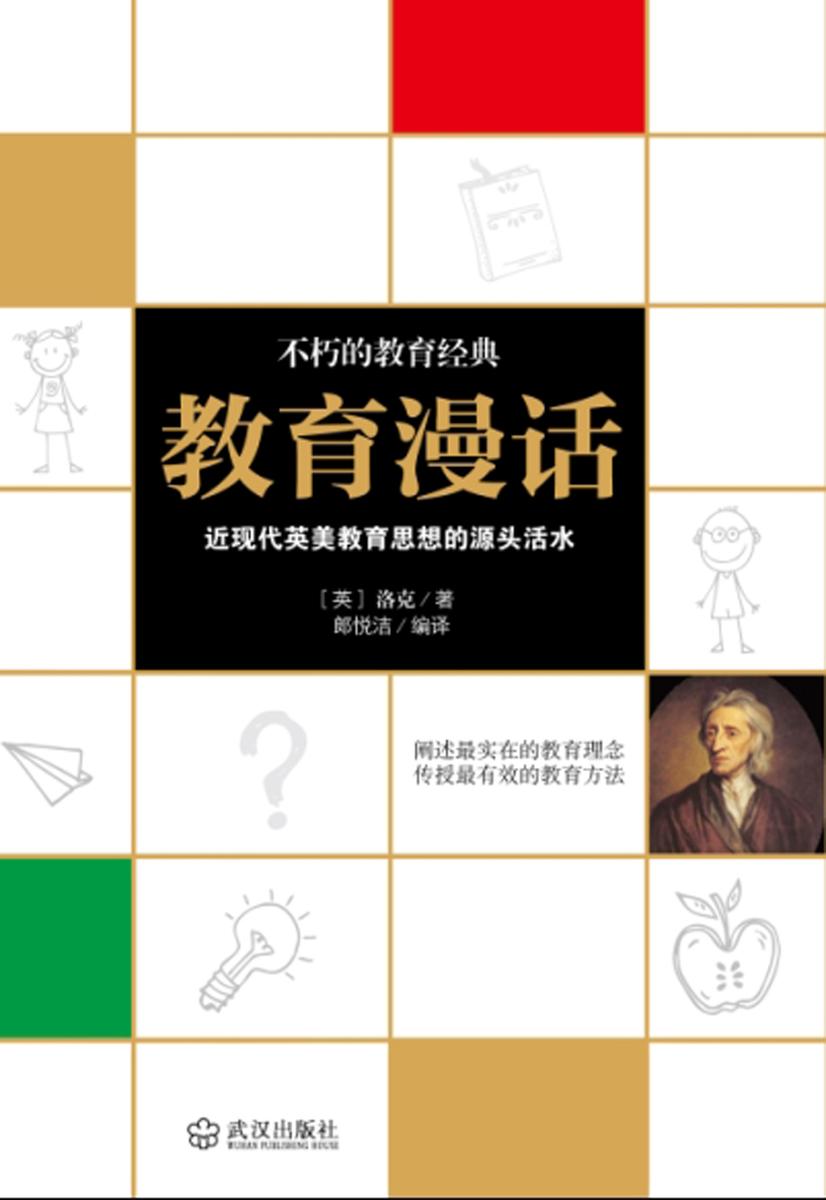 不朽的教育经典
教育漫话
近现代英美教育思想的源头活水
［英］洛克／著
郎悦洁／编译
阐述最实在的教育理念
传授最有效的教育方法
武汉出版社
WUHAN PUBLISHING HOUSE